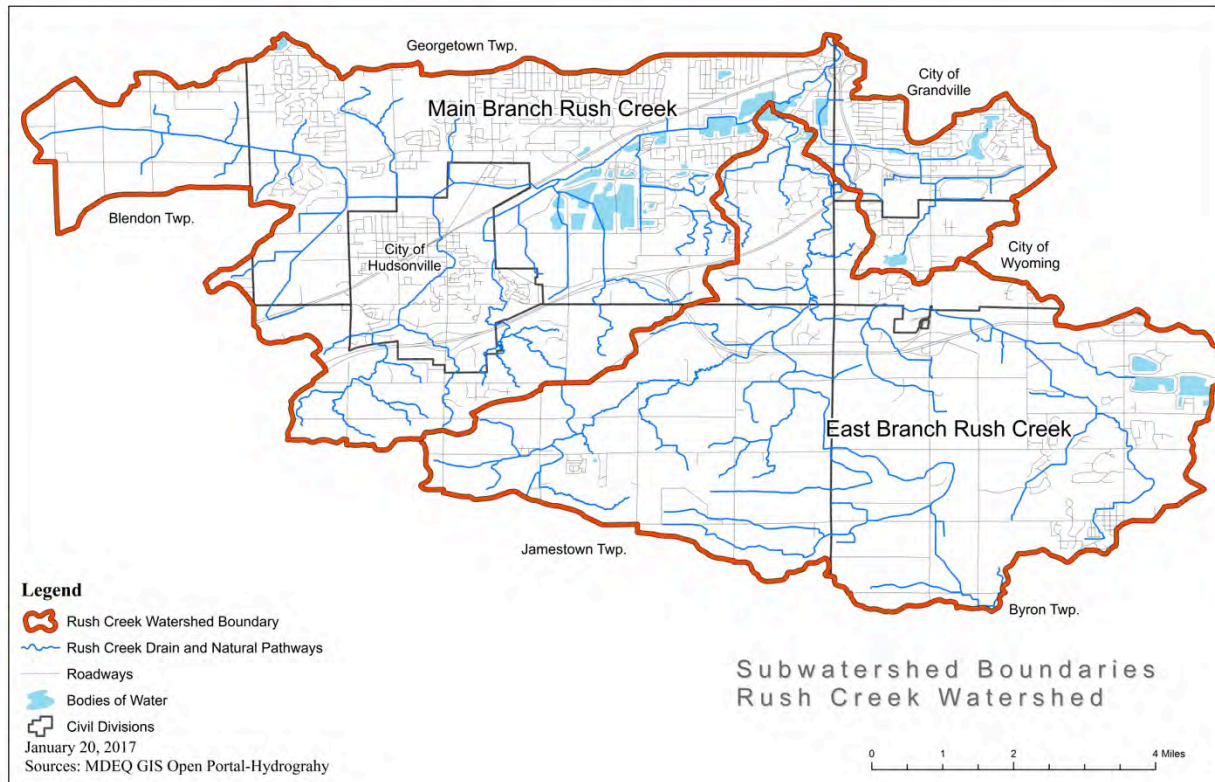 Georgetown Twp.
City of
Grandville
Main Branch Rush Creek
Blendon Twp.
City of
Hudsonville
City of
Wyoming
East Branch Rush Creek
Jamestown Twp.
Byron Twp.
Legend
Rush Creek Watershed Boundary
Rush Creek Drain and Natural Pathways
Roadways
Bodies of Water
Civil Divisions
January 20, 2017
Sources: MDEQ GIS Open Portal-Hydrograhy
Subwatershed Boundaries
Rush Creek Watershed
0 1 2 4 Miles